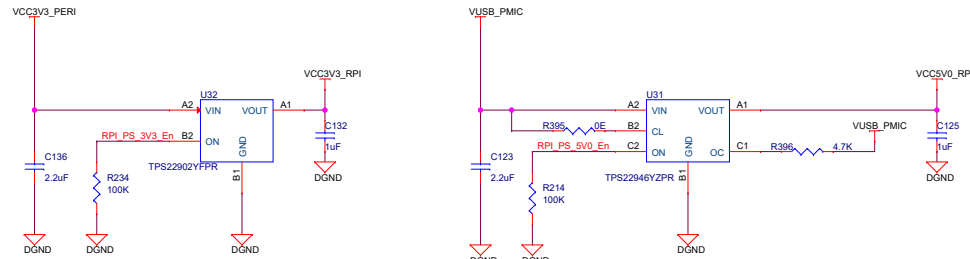 VCC3V3_PERI
U32
VCC3V3_RPI
A2
VIN
VOUT
A1
RPI_PS_3V3_En
B2
ON
GND
C132
1uF
TPS22902YFPR
B1
C136
2.2uF
R234
100K
DGND
DGND
DGND
DGND
VUSB_PMIC
U31
VCC5V0_RP
A2
VIN
VOUT
A1
R395
0E
B2
CL
VUSB_PMIC
C125
1uF
RPI_PS_5V0_En
C2
ON
GND
OC
C1
R396
4.7K
TPS22946YZPR
B1
C123
2.2uF
R214
100K
DGND
DGND
DGND
DGND